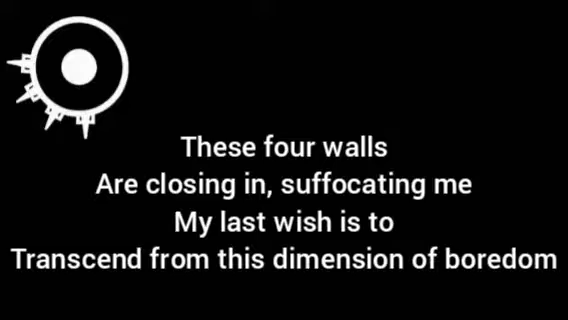 These four walls
Are closing in, suffocating me
My last wish is to
Transcend from this dimension of boredom